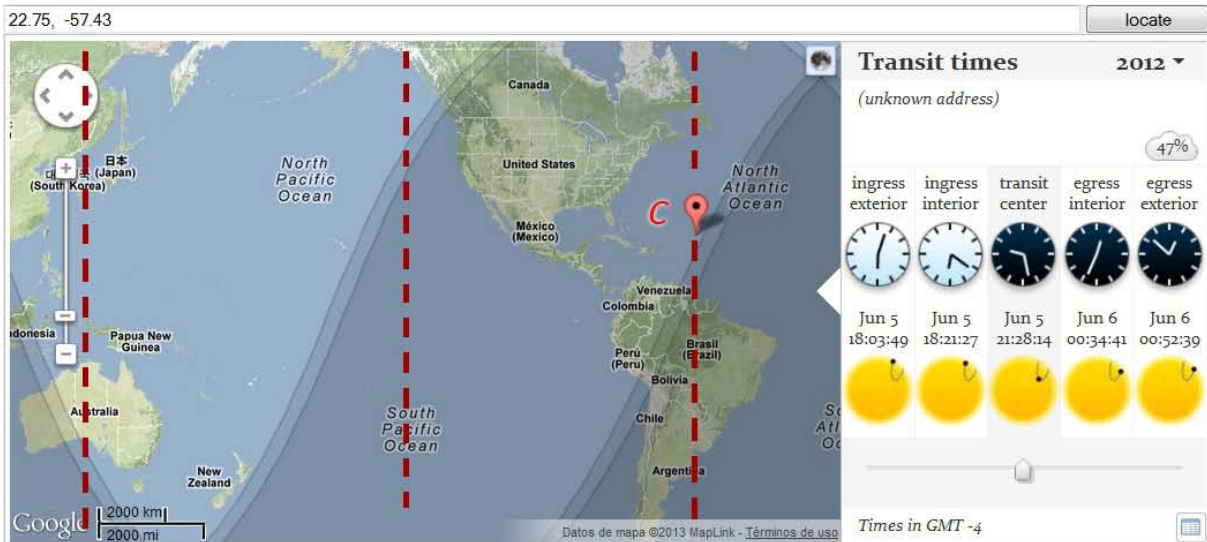 22.75, -57.43
locate
Canada
North
Pacific
Ocean
日本
(Japan)
(South Korea)
United States
North
Atlantic
Ocean
C
México
(Mexico)
Venezuela
Colombia
Papua New
Guinea
Perú
(Peru)
Brasil
(Brazil)
Bolivia
Australia
South
Pacific
Ocean
Chile
New
Zealand
Argentina
Google
2000 km
2000 mi
Datos de mapa ©2013 MapLink - Términos de uso
Transit times
2012
(unknown address)
47%
ingress exterior
ingress interior
transit center
egress interior
egress exterior
Jun 5
18:03:49
Jun 5
18:21:27
Jun 5
21:28:14
Jun 6
00:34:41
Jun 6
00:52:39
Times in GMT -4